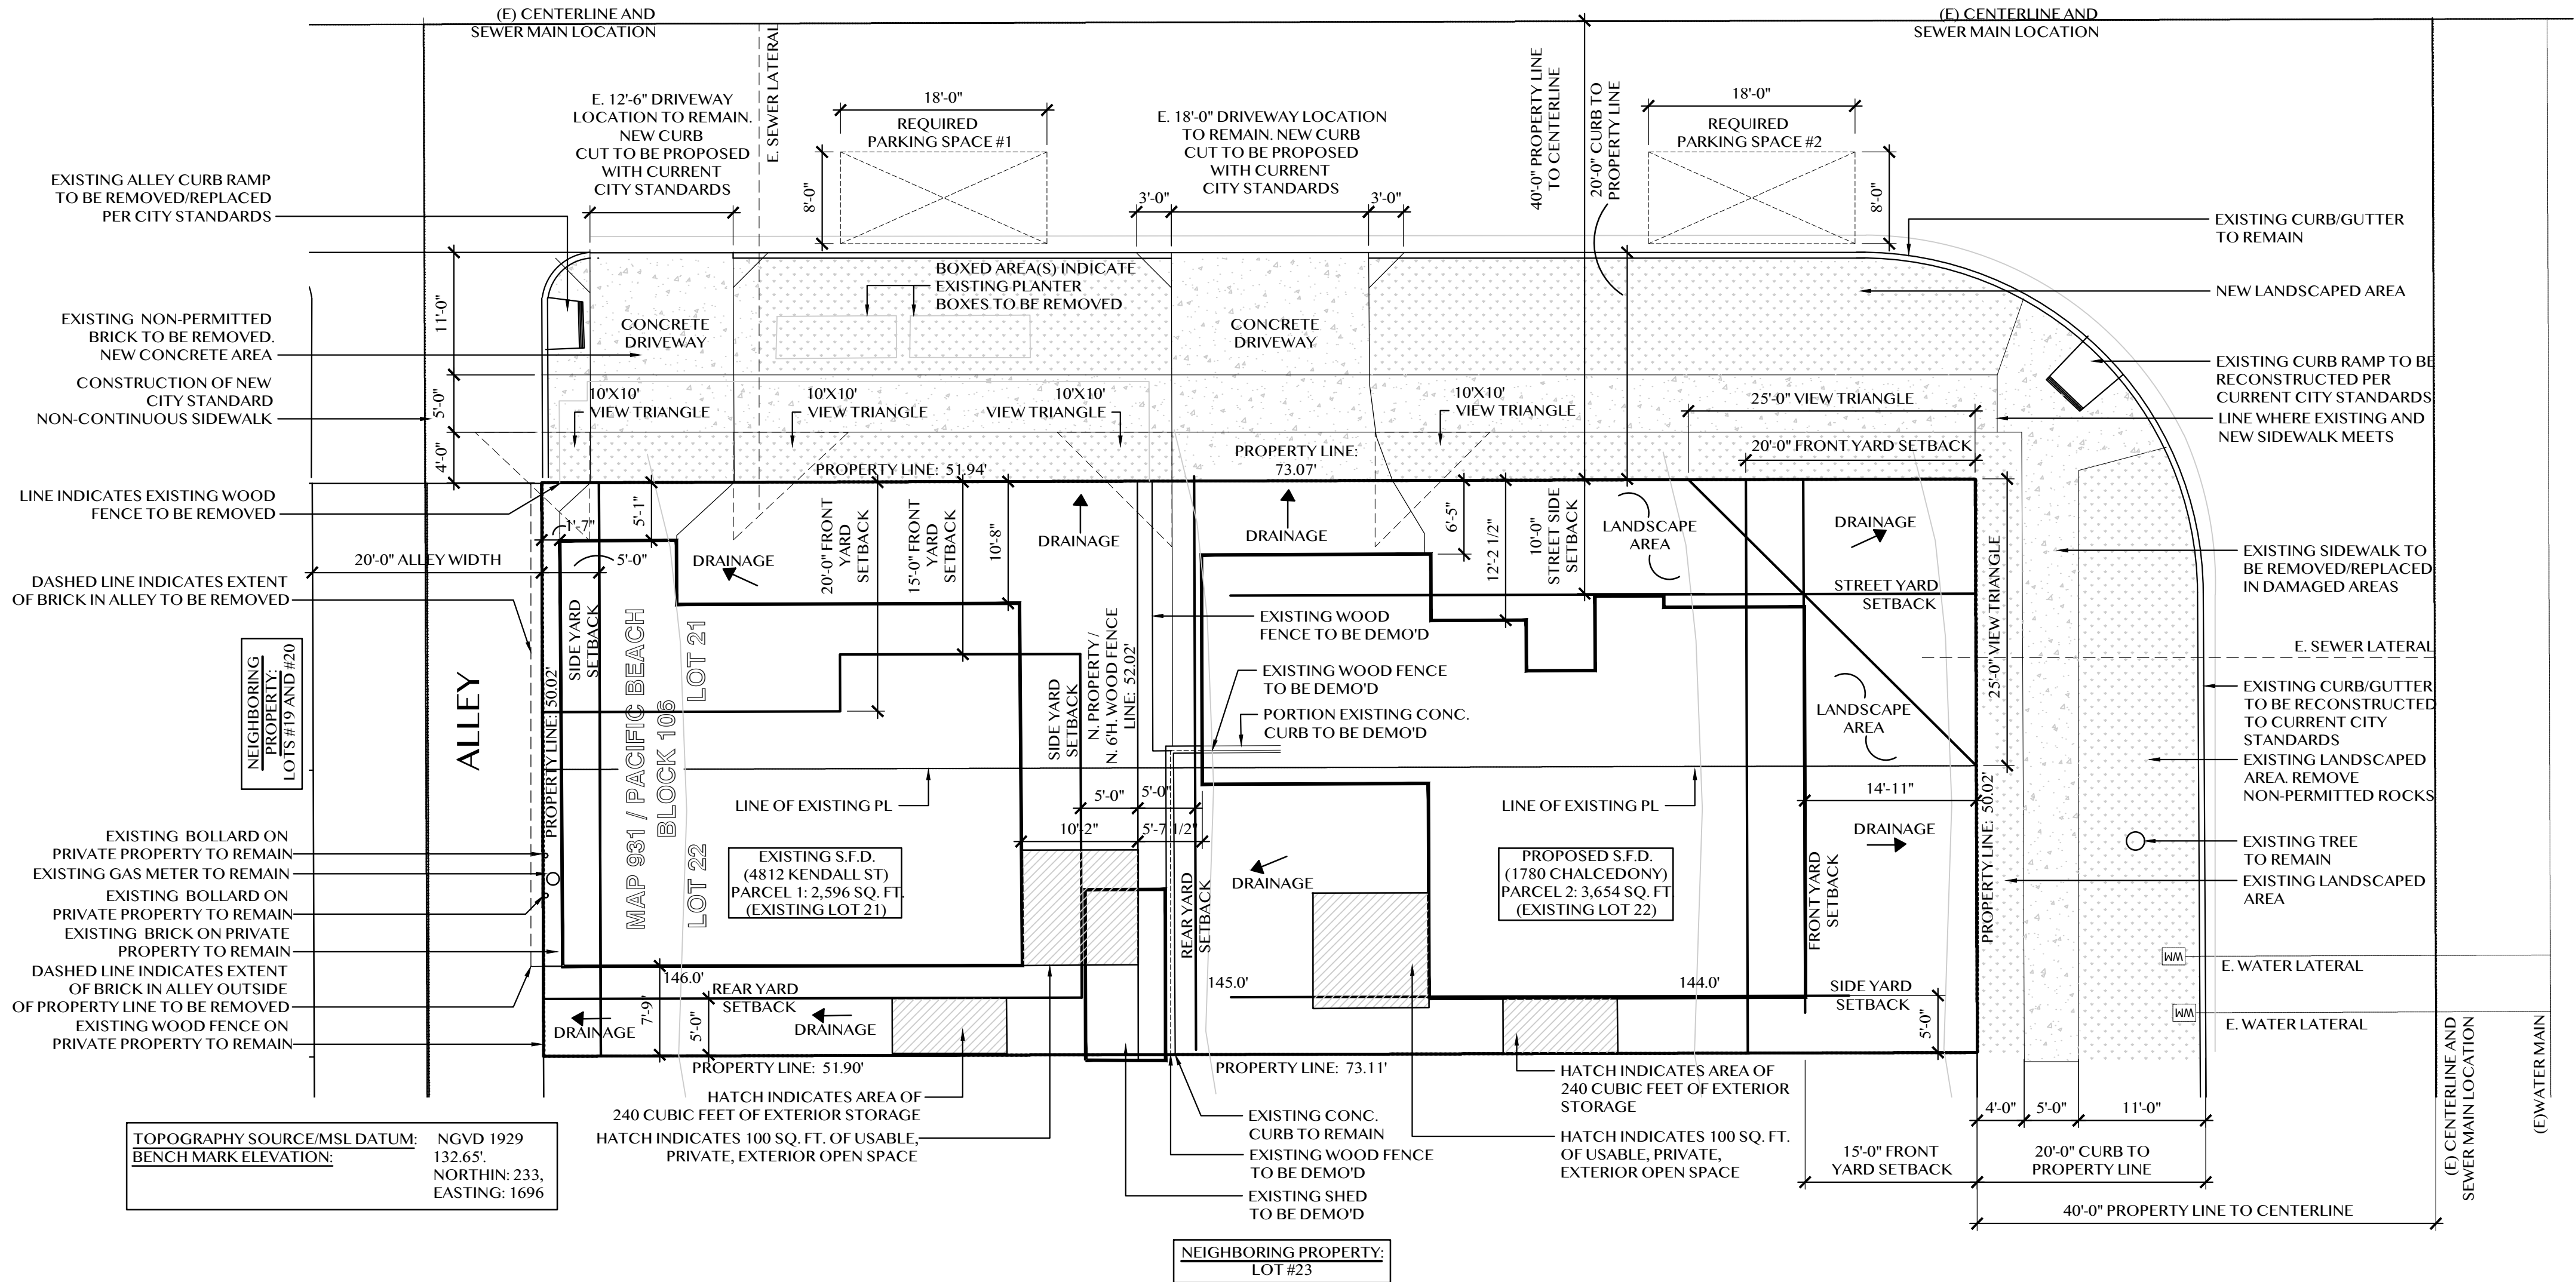 (E) CENTERLINE AND
SEWER MAIN LOCATION
(E) CENTERLINE AND
SEWER MAIN LOCATION
E. SEWER LATERAL
E. 12'-6" DRIVEWAY
LOCATION TO REMAIN.
NEW CURB
CUT TO BE PROPOSED
WITH CURRENT
CITY STANDARDS
18'-0"
REQUIRED
PARKING SPACE #1
8'-0"
E. 18'-0" DRIVEWAY LOCATION
TO REMAIN. NEW CURB
CUT TO BE PROPOSED
WITH CURRENT
CITY STANDARDS
3'-0"
3'-0"
40'-0" PROPERTY LINE
TO CENTERLINE
20'-0" CURB TO
PROPERTY LINE
18'-0"
REQUIRED
PARKING SPACE #2
8'-0"
EXISTING ALLEY CURB RAMP
TO BE REMOVED/REPLACED
PER CITY STANDARDS
EXISTING NON-PERMITTED
BRICK TO BE REMOVED.
NEW CONCRETE AREA
CONSTRUCTION OF NEW
CITY STANDARD
NON-CONTINUOUS SIDEWALK
LINE INDICATES EXISTING WOOD
FENCE TO BE REMOVED
20'-0" ALLEY WIDTH
DASHED LINE INDICATES EXTENT
OF BRICK IN ALLEY TO BE REMOVED
NEIGHBORING
PROPERTY:
LOTS #19 AND #20
ALLEY
EXISTING BOLLARD ON
PRIVATE PROPERTY TO REMAIN
EXISTING GAS METER TO REMAIN
EXISTING BOLLARD ON
PRIVATE PROPERTY TO REMAIN
EXISTING BRICK ON PRIVATE
PROPERTY TO REMAIN
DASHED LINE INDICATES EXTENT
OF BRICK IN ALLEY OUTSIDE
OF PROPERTY LINE TO BE REMOVED
EXISTING WOOD FENCE ON
PRIVATE PROPERTY TO REMAIN
11'-0"
5'-0"
4'-0"
CONCRETE
DRIVEWAY
BOXED AREA(S) INDICATE
EXISTING PLANTER
BOXES TO BE REMOVED
CONCRETE
DRIVEWAY
10'X10'
VIEW TRIANGLE
10'X10'
VIEW TRIANGLE
10'X10'
VIEW TRIANGLE
10'X10'
VIEW TRIANGLE
25'-0" VIEW TRIANGLE
20'-0" FRONT YARD SETBACK
PROPERTY LINE: 51.94'
PROPERTY LINE:
73.07'
1'-7"
5'-1"
5'-0"
DRAINAGE
20'-0" FRONT
YARD
SETBACK
15'-0" FRONT
YARD
SETBACK
10'-8"
DRAINAGE
DRAINAGE
6'-5"
12'-2 1/2"
10'-0"
STREET SIDE
SETBACK
LANDSCAPE
AREA
DRAINAGE
STREET YARD
SETBACK
25'-0" VIEW TRIANGLE
SIDE YARD
SETBACK
PROPERTY LINE: 50.02'
MAP 931 / PACIFIC BEACH
BLOCK 106
LOT 21
LOT 22
SIDE YARD
SETBACK
N. PROPERTY /
N. 6'H. WOOD FENCE
LINE: 52.02'
EXISTING WOOD
FENCE TO BE DEMO'D
EXISTING WOOD FENCE
TO BE DEMO'D
PORTION EXISTING CONC.
CURB TO BE DEMO'D
LANDSCAPE
AREA
LINE OF EXISTING PL
LINE OF EXISTING PL
5'-0"
5'-0"
10'-2"
5'-7 1/2"
14'-11"
DRAINAGE
EXISTING S.F.D.
(4812 KENDALL ST)
PARCEL 1: 2,596 SQ. FT.
(EXISTING LOT 21)
REAR YARD
SETBACK
DRAINAGE
PROPOSED S.F.D.
(1780 CHALCEDONY)
PARCEL 2: 3,654 SQ. FT
(EXISTING LOT 22)
FRONT YARD
SETBACK
PROPERTY LINE: 50.02'
146.0'
145.0'
144.0'
REAR YARD
SETBACK
SIDE YARD
SETBACK
DRAINAGE
7'-9"
5'-0"
DRAINAGE
5'-0"
PROPERTY LINE: 51.90'
PROPERTY LINE: 73.11'
HATCH INDICATES AREA OF
240 CUBIC FEET OF EXTERIOR STORAGE
HATCH INDICATES 100 SQ. FT. OF USABLE,
PRIVATE, EXTERIOR OPEN SPACE
EXISTING CONC.
CURB TO REMAIN
EXISTING WOOD FENCE
TO BE DEMO'D
EXISTING SHED
TO BE DEMO'D
HATCH INDICATES AREA OF
240 CUBIC FEET OF EXTERIOR
STORAGE
HATCH INDICATES 100 SQ. FT.
OF USABLE, PRIVATE,
EXTERIOR OPEN SPACE
EXISTING CURB/GUTTER
TO REMAIN
NEW LANDSCAPED AREA
EXISTING CURB RAMP TO BE
RECONSTRUCTED PER
CURRENT CITY STANDARDS
LINE WHERE EXISTING AND
NEW SIDEWALK MEETS
EXISTING SIDEWALK TO
BE REMOVED/REPLACED
IN DAMAGED AREAS
E. SEWER LATERAL
EXISTING CURB/GUTTER
TO BE RECONSTRUCTED
TO CURRENT CITY
STANDARDS
EXISTING LANDSCAPED
AREA. REMOVE
NON-PERMITTED ROCKS
EXISTING TREE
TO REMAIN
EXISTING LANDSCAPED
AREA
WM
E. WATER LATERAL
WM
E. WATER LATERAL
4'-0"
5'-0"
11'-0"
15'-0" FRONT
YARD SETBACK
20'-0" CURB TO
PROPERTY LINE
40'-0" PROPERTY LINE TO CENTERLINE
(E) CENTERLINE AND
SEWER MAIN LOCATION
(E)WATER MAIN
TOPOGRAPHY SOURCE/MSL DATUM: NGVD 1929
BENCH MARK ELEVATION: 132.65'.
NORTHIN: 233,
EASTING: 1696
NEIGHBORING PROPERTY:
LOT #23